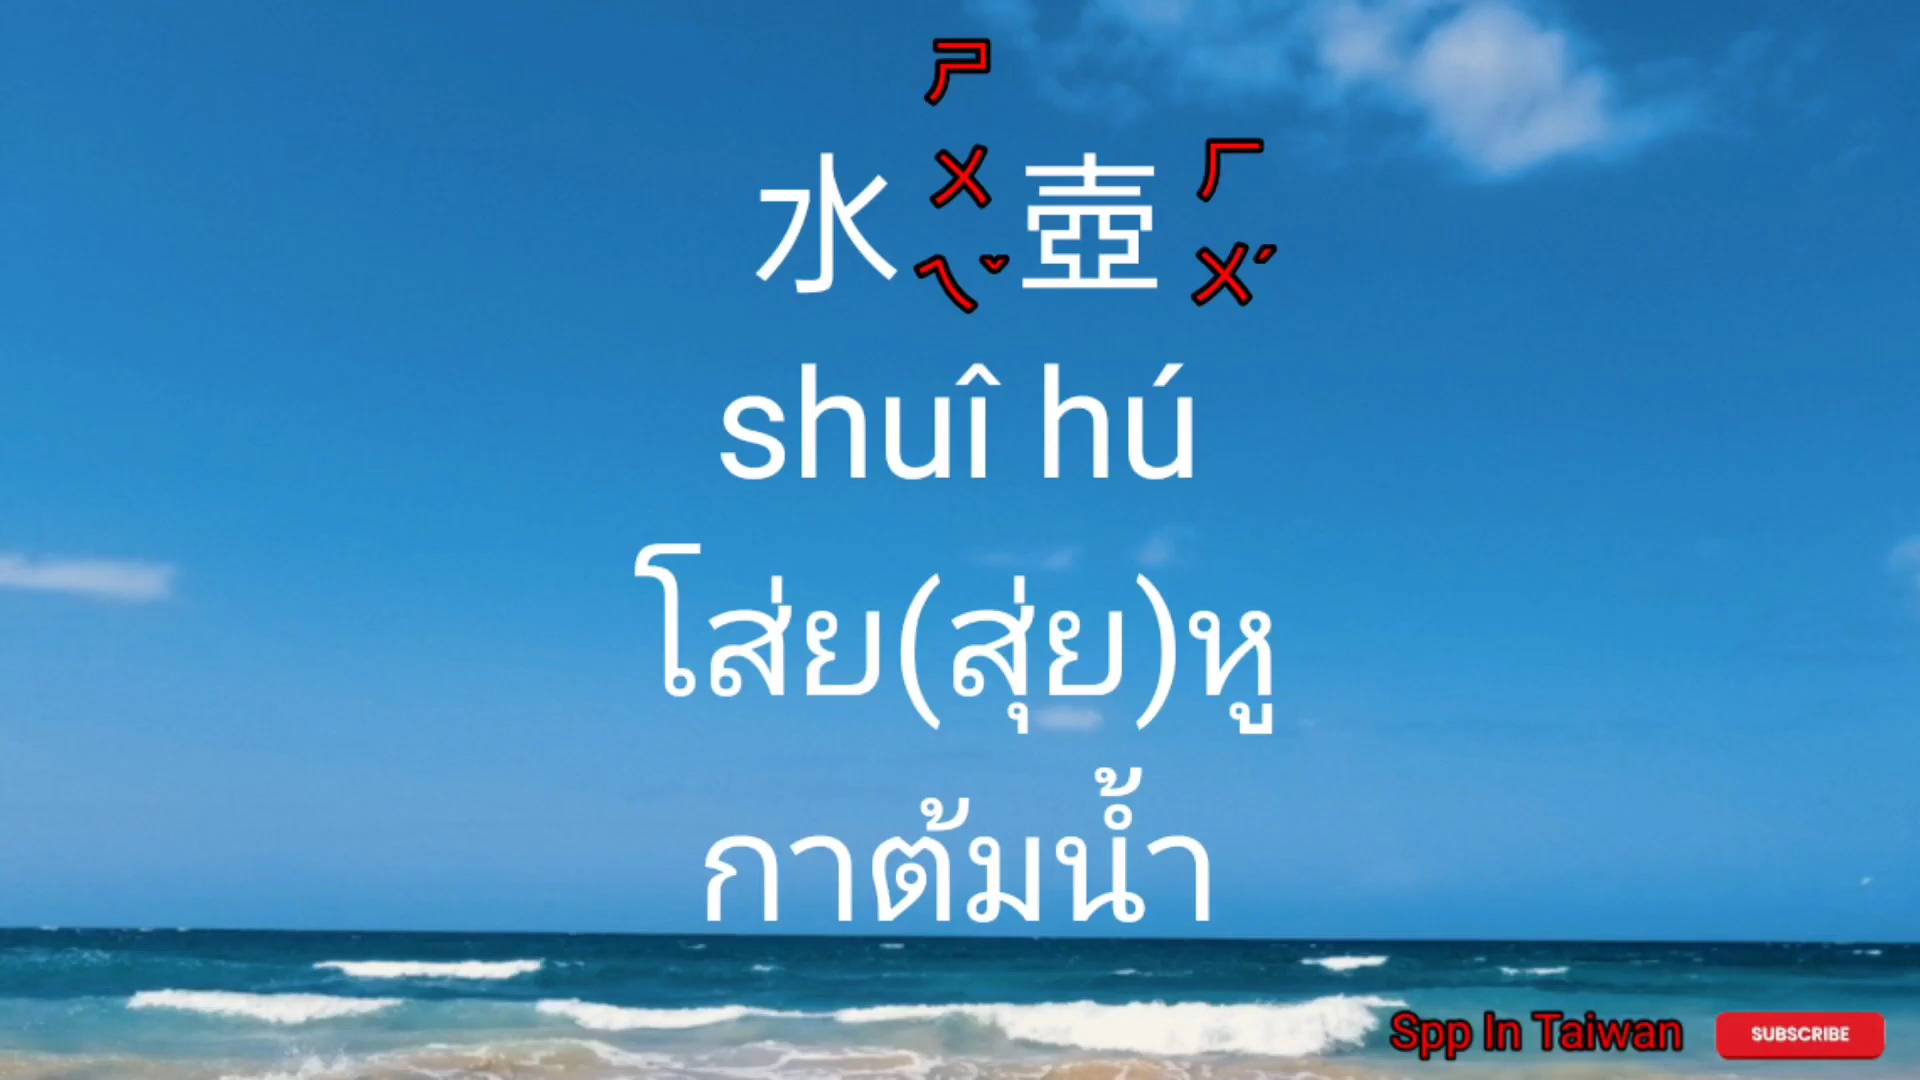 水ㄕㄨㄟˇ壺ㄏㄨˊ
shuî hú
โส่ย(สุ่ย)หู
กาต้มน้ำ
Spp In Taiwan
SUBSCRIBE